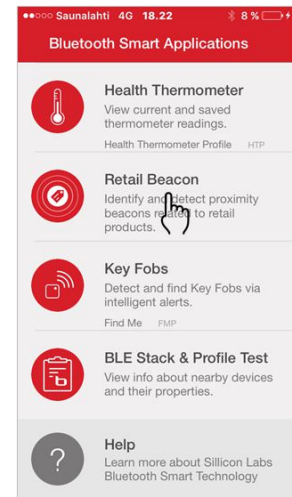 Saunalahti 4G 18.22 8 %
Bluetooth Smart Applications
Health Thermometer
View current and saved
thermometer readings.
Health Thermometer Profile HTP
Retail Beacon
Identify and detect proximity
beacons related to retail
products.
Key Fobs
Detect and find Key Fobs via
intelligent alerts.
Find Me FMP
BLE Stack & Profile Test
View info about nearby devices
and their properties.
?
Help
Learn more about Sillicon Labs
Bluetooth Smart Technology